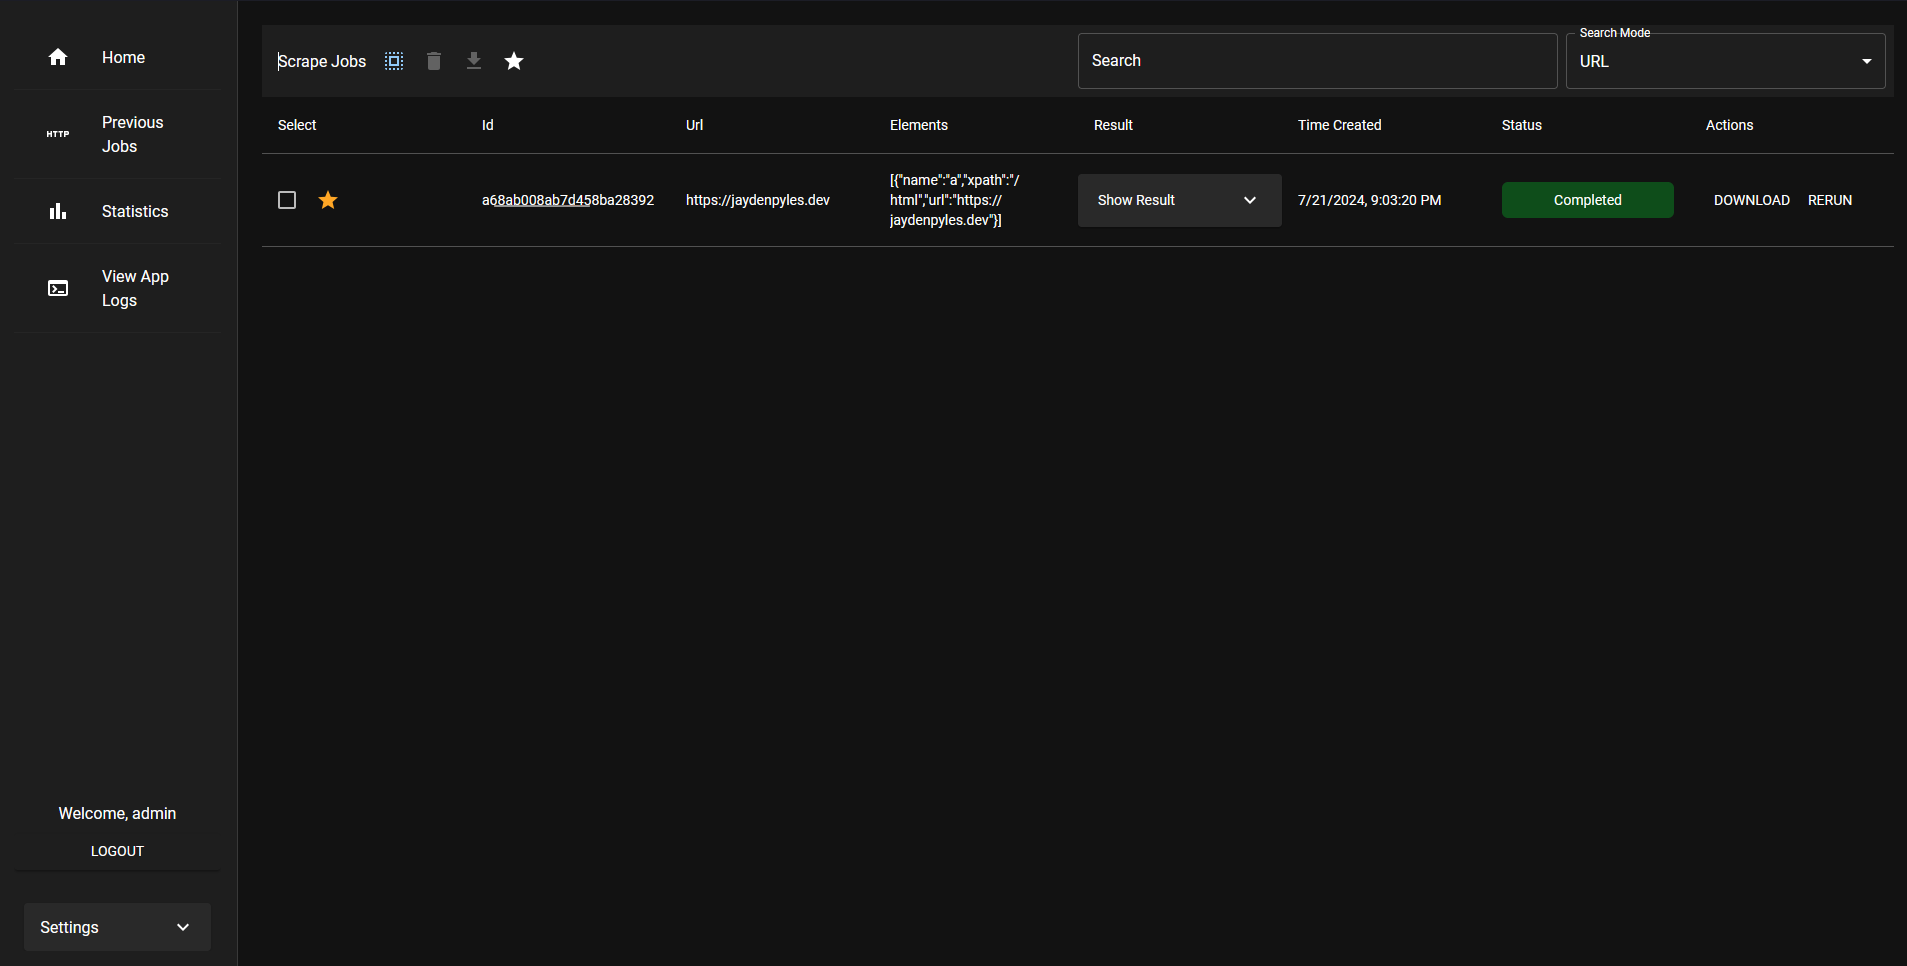 Home
HTTP
Previous
Jobs
Statistics
View App
Logs
Welcome, admin
LOGOUT
Settings
Scrape Jobs
Search
Search Mode
URL
Select Id Url Elements Result Time Created Status Actions
a68ab008ab7d458ba28392 https://jaydenpyles.dev
[{"name":"a","xpath":"/
html","url":"https://
jaydenpyles.dev"}]
Show Result 7/21/2024, 9:03:20 PM Completed DOWNLOAD RERUN